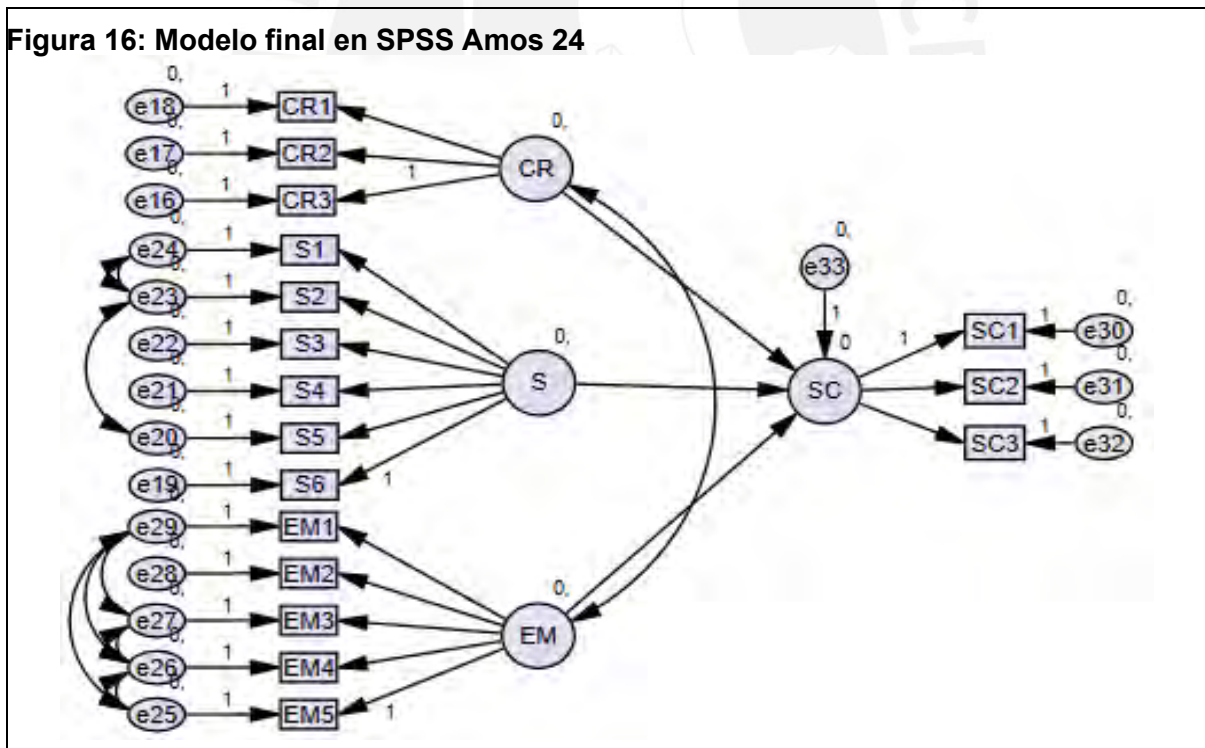 Figura 16: Modelo final en SPSS Amos 24
0,
e18 1 CR1
0,
e17 1 CR2
0,
e16 1 CR3
0,
CR
1
0,
e24 1 S1
0,
e23 1 S2
0,
e22 1 S3
0,
e21 1 S4
0,
e20 1 S5
0,
e19 1 S6
0,
S
1
0,
e29 1 EM1
0,
e28 1 EM2
0,
e27 1 EM3
0,
e26 1 EM4
0,
e25 1 EM5
0,
EM
1
0,
e33
1
0
SC
1
0,
SC1 1 e30
0,
SC2 1 e31
0,
SC3 1 e32